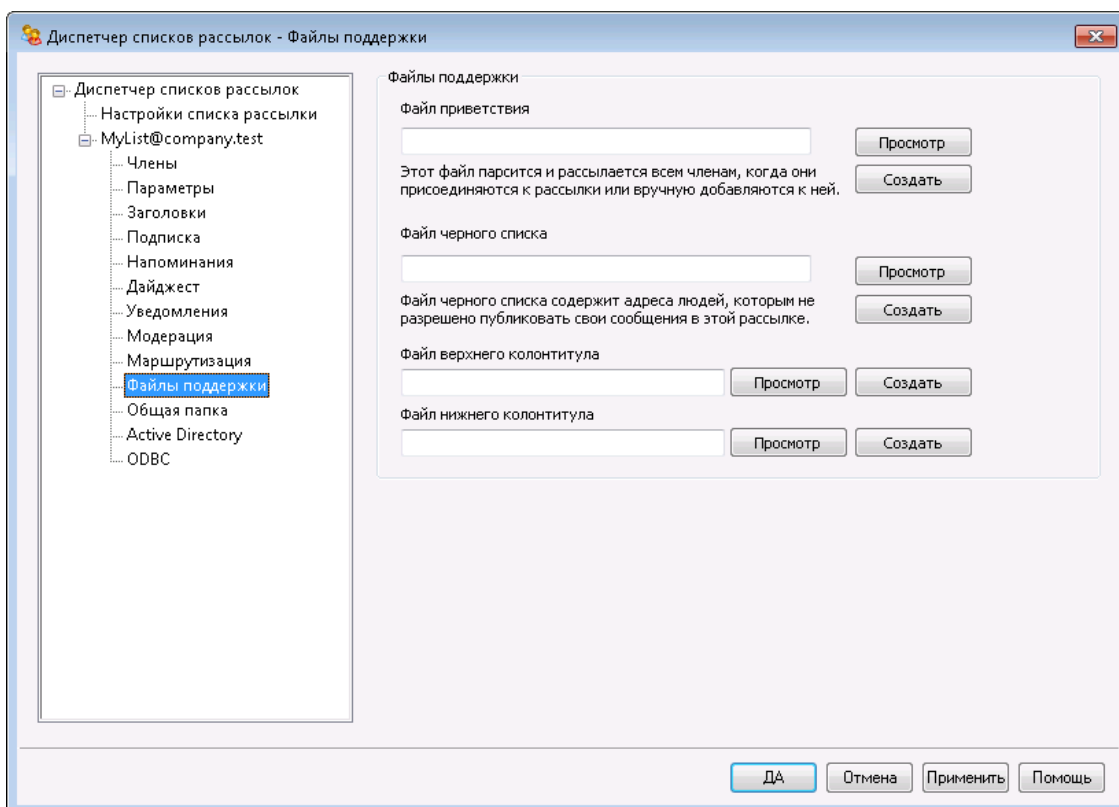 Диспетчер списков рассылок - Файлы поддержки
Диспетчер списков рассылок
Настройки списка рассылки
MyList@company.test
Члены
Параметры
Заголовки
Подписка
Напоминания
Дайджест
Уведомления
Модерация
Маршрутизация
Файлы поддержки
Общая папка
Active Directory
ODBC
Файлы поддержки
Файл приветствия
Просмотр
Этот файл парсится и рассылается всем членам, когда они
присоединяются к рассылки или вручную добавляются к ней.
Создать
Файл черного списка
Просмотр
Файл черного списка содержит адреса людей, которым не
разрешено публиковать свои сообщения в этой рассылке.
Создать
Файл верхнего колонтитула
Просмотр Создать
Файл нижнего колонтитула
Просмотр Создать
ДА Отмена Применить Помощь